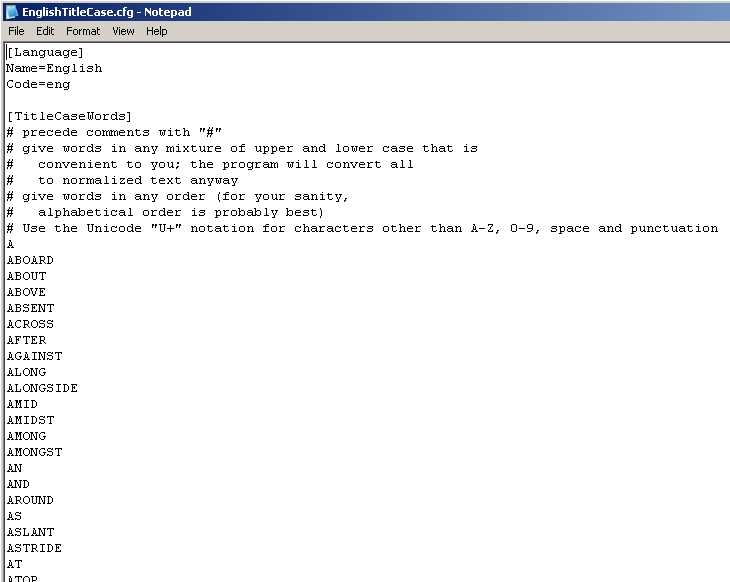 EnglishTitleCase.cfg - Notepad
File Edit Format View Help
[Language]
Name=English
Code=eng

[TitleCaseWords]
# precede comments with "#"
# give words in any mixture of upper and lower case that is
#   convenient to you; the program will convert all
#   to normalized text anyway
# give words in any order (for your sanity,
#   alphabetical order is probably best)
# Use the Unicode "U+" notation for characters other than A-Z, 0-9, space and punctuation
A
ABOARD
ABOUT
ABOVE
ABSENT
ACROSS
AFTER
AGAINST
ALONG
ALONGSIDE
AMID
AMIDST
AMONG
AMONGST
AN
AND
AROUND
AS
ASLANT
ASTRIDE
AT
ATOP